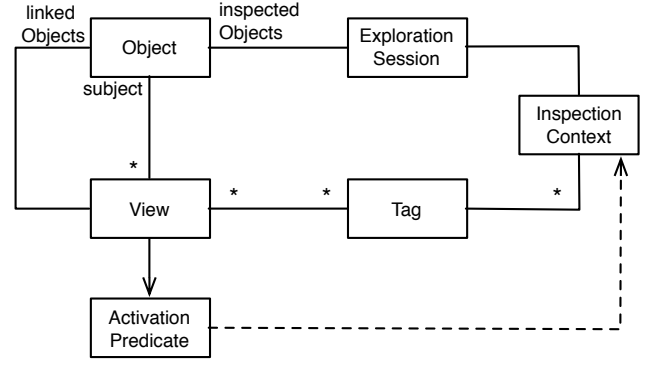 linked
Objects
Object
inspected
Objects
Exploration
Session
subject
Inspection
Context
*
View
*
*
Tag
*
Activation
Predicate